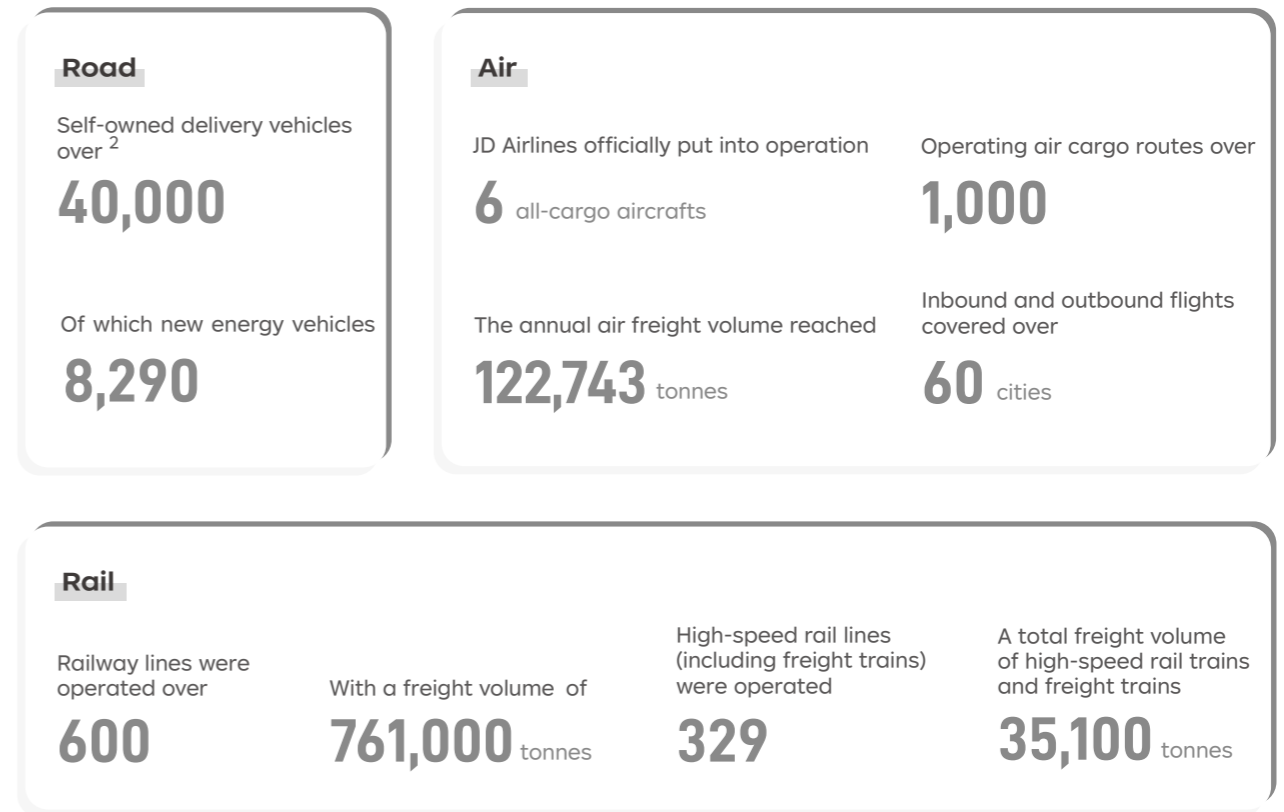 Road
Self-owned delivery vehicles
over 2
40,000
Of which new energy vehicles
8,290
Air
JD Airlines officially put into operation
6 all-cargo aircrafts
Operating air cargo routes over
1,000
The annual air freight volume reached
122,743 tonnes
Inbound and outbound flights
covered over
60 cities
Rail
Railway lines were
operated over
600
With a freight volume of
761,000 tonnes
High-speed rail lines
(including freight trains)
were operated
329
A total freight volume
of high-speed rail trains
and freight trains
35,100 tonnes